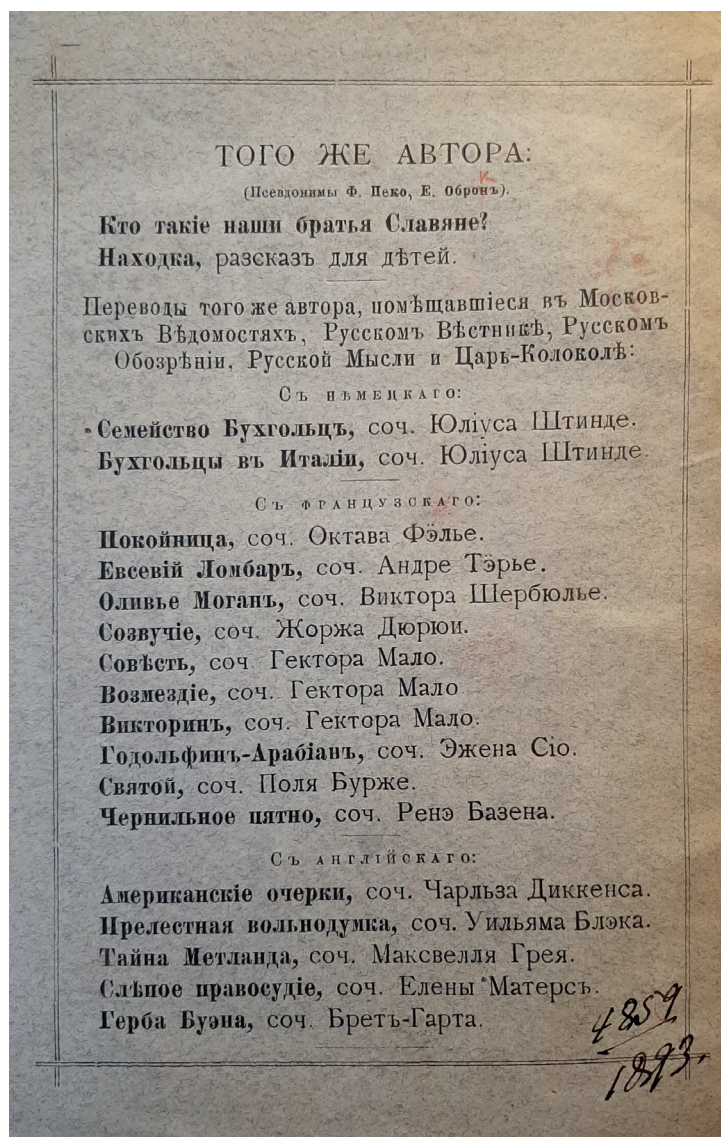 ТОГО ЖЕ АВТОРА:
(Псевдонимы Ф. Пеко, Е. Обронъ).
К
Кто такіе наши братья Славяне?
Находка, разсказъ для дѣтей.
Переводы того же автора, помѣщавшіеся въ Москов-
скихъ Вѣдомостяхъ, Русскомъ Вѣстникѣ, Русскомъ
Обозрѣніи, Русской Мысли и Царь-Колоколѣ:
Съ нѣмецкаго:
Семейство Бухгольцъ, соч. Юліуса Штинде.
Бухгольцы въ Италіи, соч. Юліуса Штинде.
Съ французскаго:
Покойница, соч. Октава Фёлье.
Евсевій Ломбаръ, соч. Андре Тэрье.
Оливье Моганъ, соч. Виктора Шербюлье.
Созвучіе, соч. Жоржа Дюрюи.
Совѣсть, соч. Гектора Мало.
Возмездіе, соч. Гектора Мало
Викторинъ, соч. Гектора Мало.
Годольфинъ-Арабіанъ, соч. Эжена Сіо.
Святой, соч. Поля Бурже.
Чернильное пятно, соч. Ренэ Базена.
Съ англійскаго:
Американскіе очерки, соч. Чарльза Диккенса.
Прелестная вольнодумка, соч. Уильяма Блэка.
Тайна Метланда, соч. Максвелля Грея.
Слѣпое правосудіе, соч. Елены Матерсъ.
Герба Буэна, соч. Бретъ-Гарта.
4859
1893.